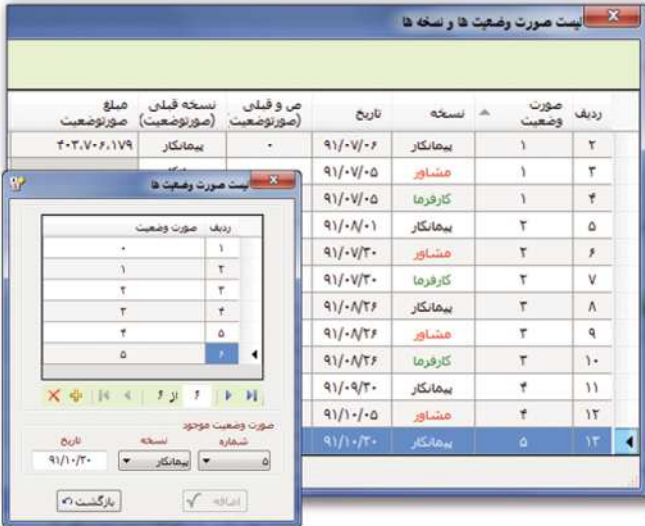 لیست صورت وضعیت ها و نسخه ها
ردیف صورت وضعیت نسخه تاریخ ص و قبلی (صورتوضعیت) نسخه قبلی (صورتوضعیت) مبلغ صورتوضعیت
۲ ۱ پیمانکار ۹۱/۰۷/۰۶ ۰ پیمانکار ۴۰۳,۷۰۶,۱۷۹
۳ ۱ مشاور ۹۱/۰۷/۰۵
۴ ۱ کارفرما ۹۱/۰۷/۰۵
۵ ۲ پیمانکار ۹۱/۰۸/۰۱
۶ ۲ مشاور ۹۱/۰۷/۳۰
۷ ۲ کارفرما ۹۱/۰۷/۳۰
۸ ۳ پیمانکار ۹۱/۰۸/۲۶
۹ ۳ مشاور ۹۱/۰۸/۲۶
۱۰ ۳ کارفرما ۹۱/۰۸/۲۶
۱۱ ۴ پیمانکار ۹۱/۰۹/۳۰
۱۲ ۴ مشاور ۹۱/۱۰/۰۵
۱۳ ۵ پیمانکار ۹۱/۱۰/۳۰
لیست صورت وضعیت ها
ردیف صورت وضعیت
۱ ۰
۲ ۱
۳ ۲
۴ ۳
۵ ۴
۶ ۵
۶ از ۶
صورت وضعیت موجود
شماره نسخه تاریخ
۵ پیمانکار ۹۱/۱۰/۳۰
اضافه بازگشت